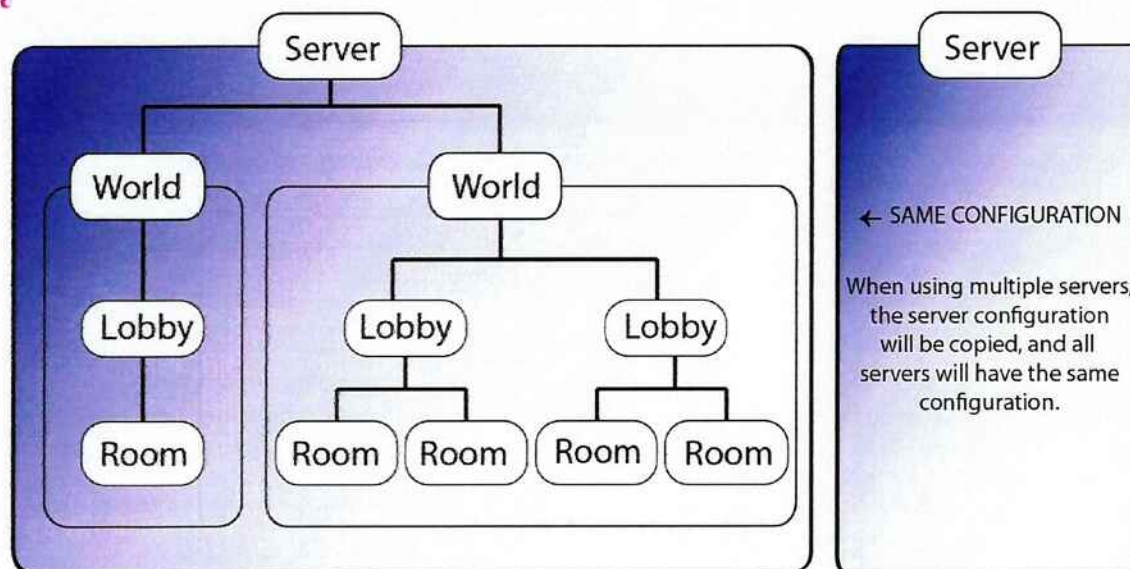 Server
World
World
Lobby
Lobby
Lobby
Room
Room
Room
Room
Room
Server
← SAME CONFIGURATION
When using multiple servers,
the server configuration
will be copied, and all
servers will have the same
configuration.